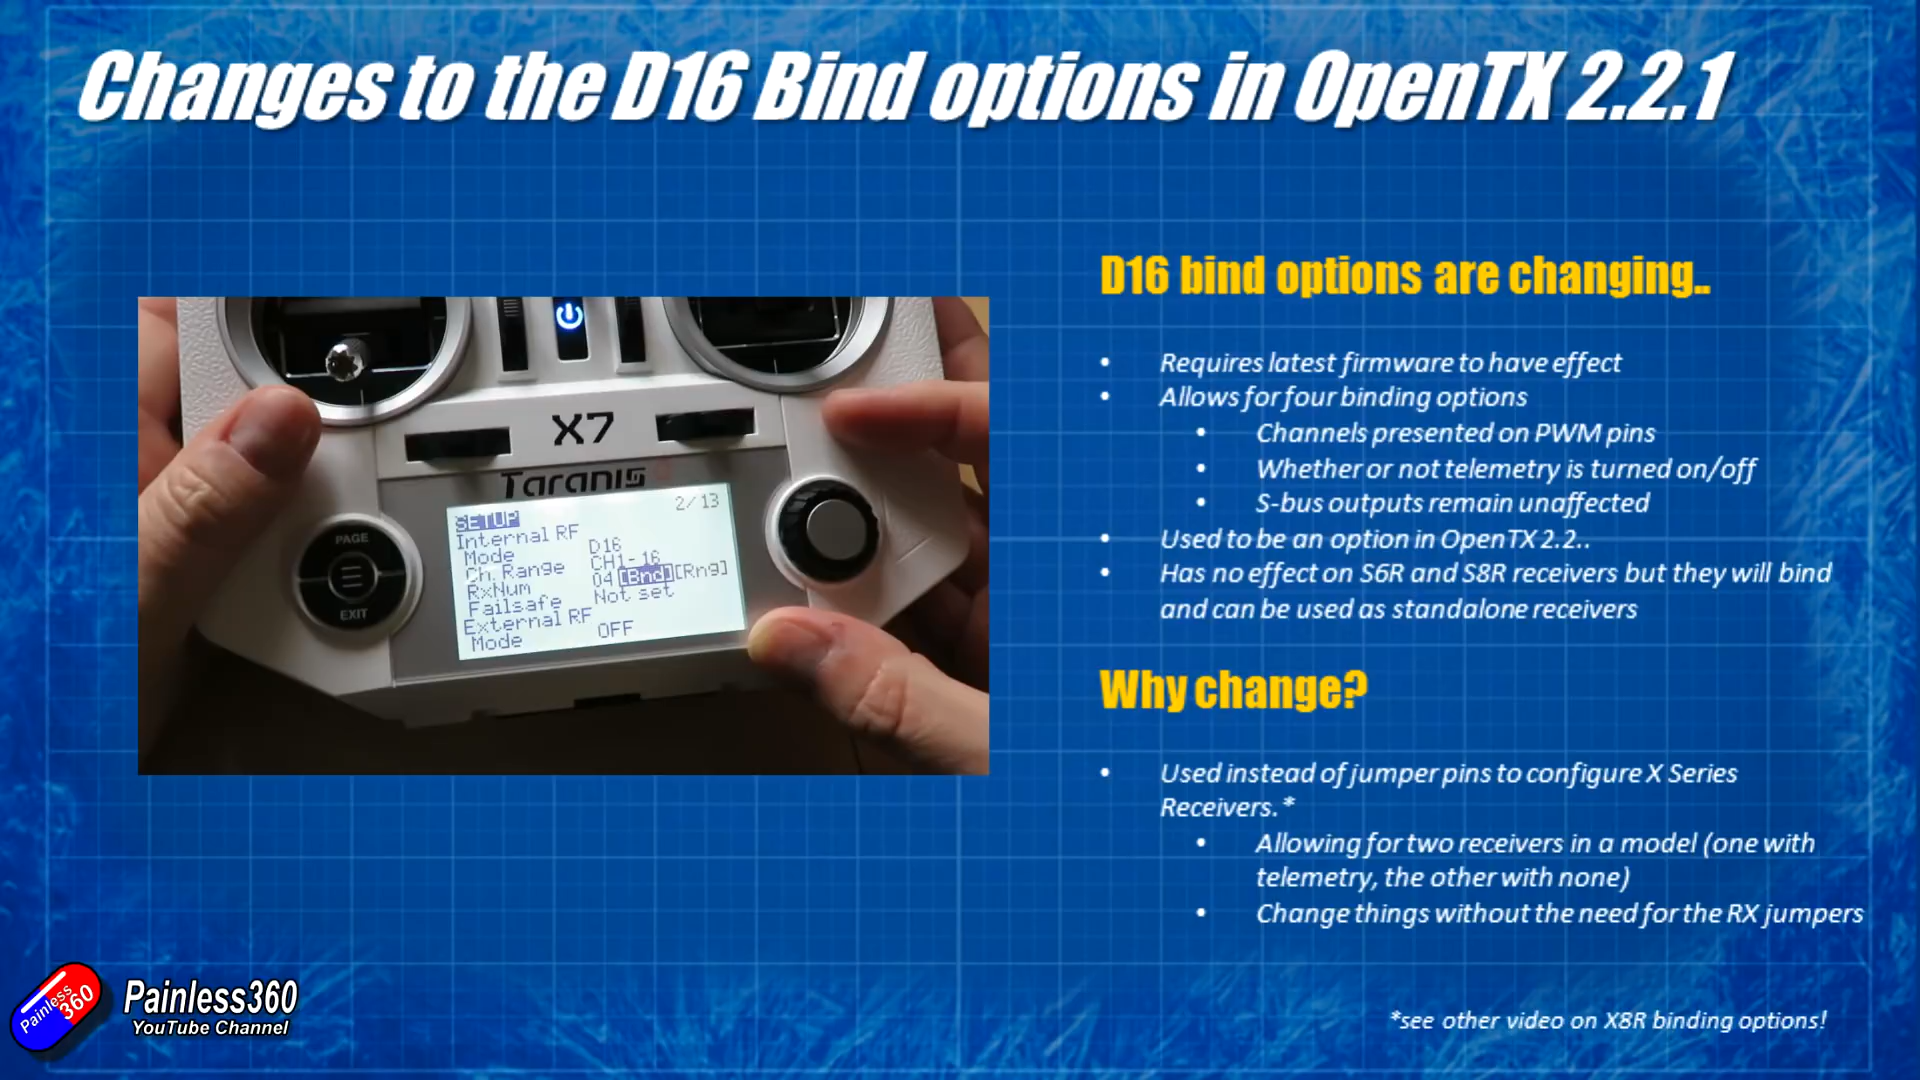 Changes to the D16 Bind options in OpenTX 2.2.1
X7
Taranis
PAGE
EXIT
SETUP 2/13
Internal RF
Mode D16
Ch. Range CH1-16
RxNum 04 [Bnd][Rng]
Failsafe Not set
External RF
Mode OFF
D16 bind options are changing..
• Requires latest firmware to have effect
• Allows for four binding options
• Channels presented on PWM pins
• Whether or not telemetry is turned on/off
• S-bus outputs remain unaffected
• Used to be an option in OpenTX 2.2..
• Has no effect on S6R and S8R receivers but they will bind
and can be used as standalone receivers
Why change?
• Used instead of jumper pins to configure X Series
Receivers.*
• Allowing for two receivers in a model (one with
telemetry, the other with none)
• Change things without the need for the RX jumpers
Painless
360
Painless360
YouTube Channel
*see other video on X8R binding options!